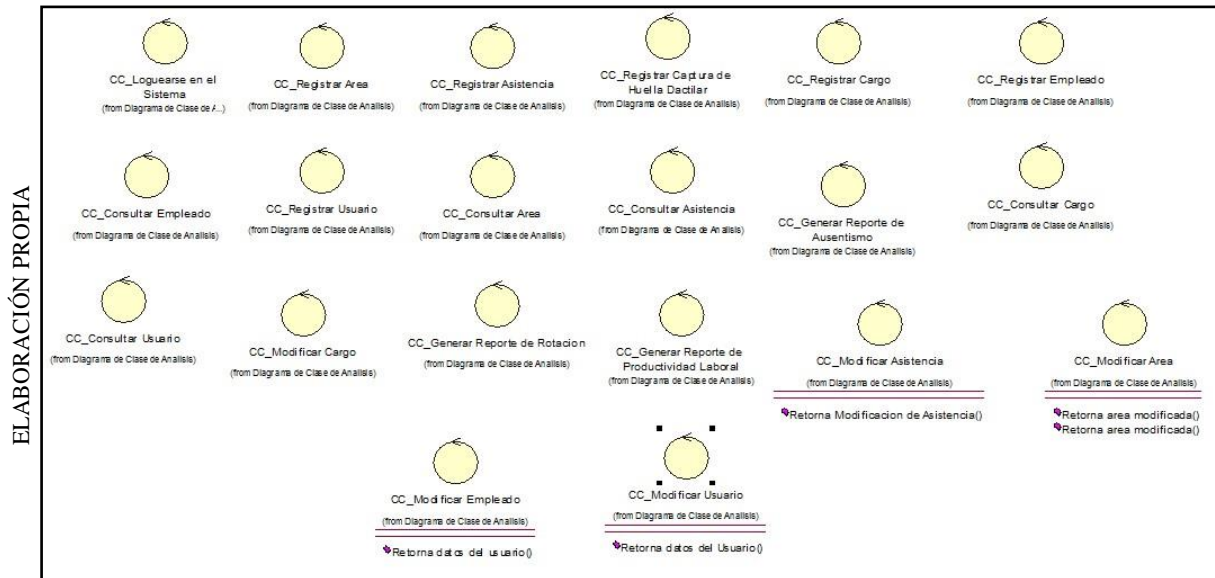 ELABORACIÓN PROPIA
CC_Loguearse en el
Sistema
(from Diagrama de Clase de A...)
CC_Registrar Area
(from Diagrama de Clase de Analisis)
CC_Registrar Asistencia
(from Diagrama de Clase de Analisis)
CC_Registrar Captura de
Huella Dactilar
(from Diagrama de Clase de Analisis)
CC_Registrar Cargo
(from Diagrama de Clase de Analisis)
CC_Registrar Empleado
(from Diagrama de Clase de Analisis)
CC_Consultar Empleado
(from Diagrama de Clase de Analisis)
CC_Registrar Usuario
(from Diagrama de Clase de Analisis)
CC_Consultar Area
(from Diagrama de Clase de Analisis)
CC_Consultar Asistencia
(from Diagrama de Clase de Analisis)
CC_Generar Reporte de
Ausentismo
(from Diagrama de Clase de Analisis)
CC_Consultar Cargo
(from Diagrama de Clase de Analisis)
CC_Consultar Usuario
(from Diagrama de Clase de Analisis)
CC_Modificar Cargo
(from Diagrama de Clase de Analisis)
CC_Generar Reporte de Rotacion
(from Diagrama de Clase de Analisis)
CC_Generar Reporte de
Productividad Laboral
(from Diagrama de Clase de Analisis)
CC_Modificar Asistencia
(from Diagrama de Clase de Analisis)
Retorna Modificacion de Asistencia()
CC_Modificar Area
(from Diagrama de Clase de Analisis)
Retorna area modificada()
Retorna area modificada()
CC_Modificar Empleado
(from Diagrama de Clase de Analisis)
Retorna datos del usuario()
CC_Modificar Usuario
(from Diagrama de Clase de Analisis)
Retorna datos del Usuario()